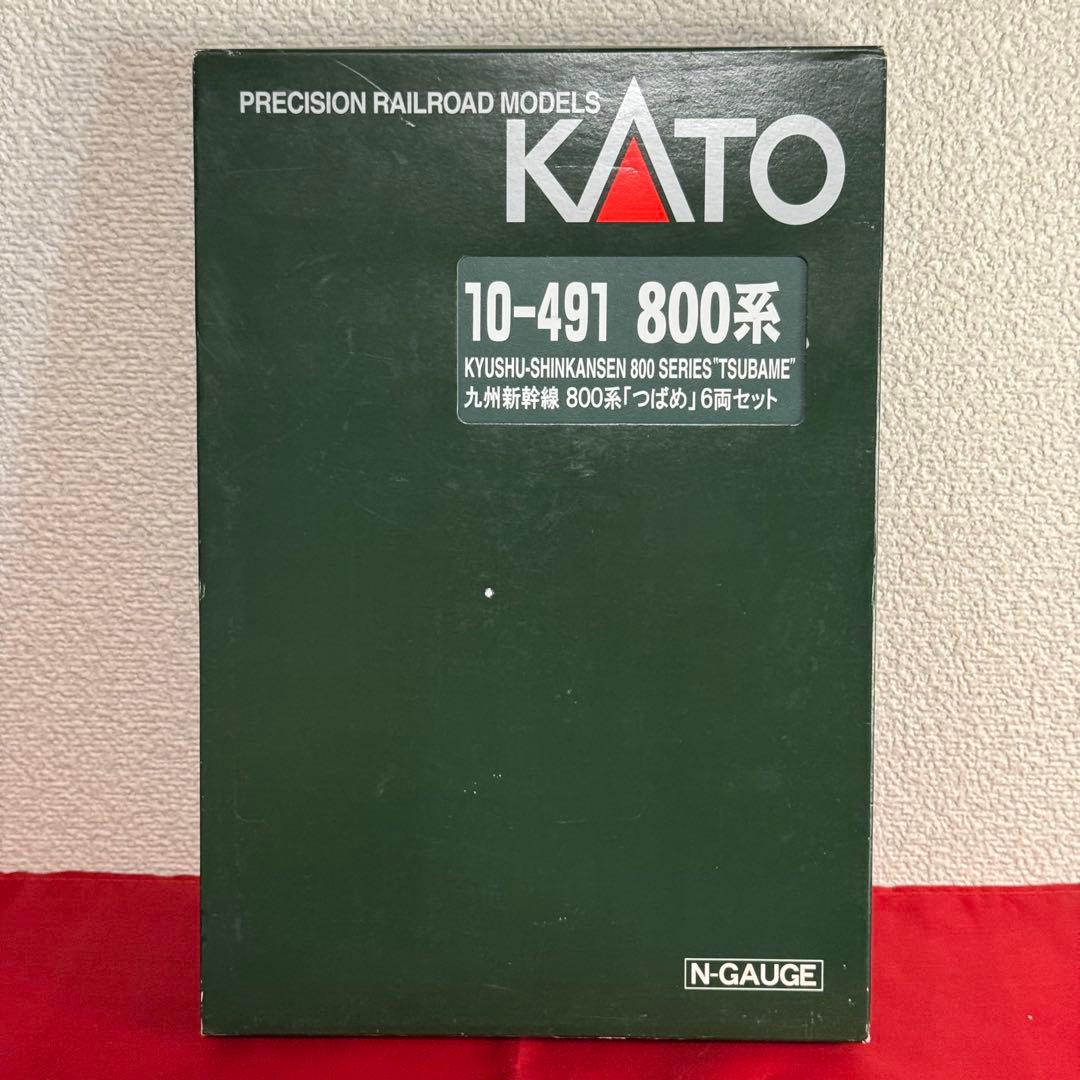 PRECISION RAILROAD MODELS
KATO
10-491 800系
KYUSHU-SHINKANSEN 800 SERIES"TSUBAME"
九州新幹線 800系「つばめ」6両セット
N-GAUGE